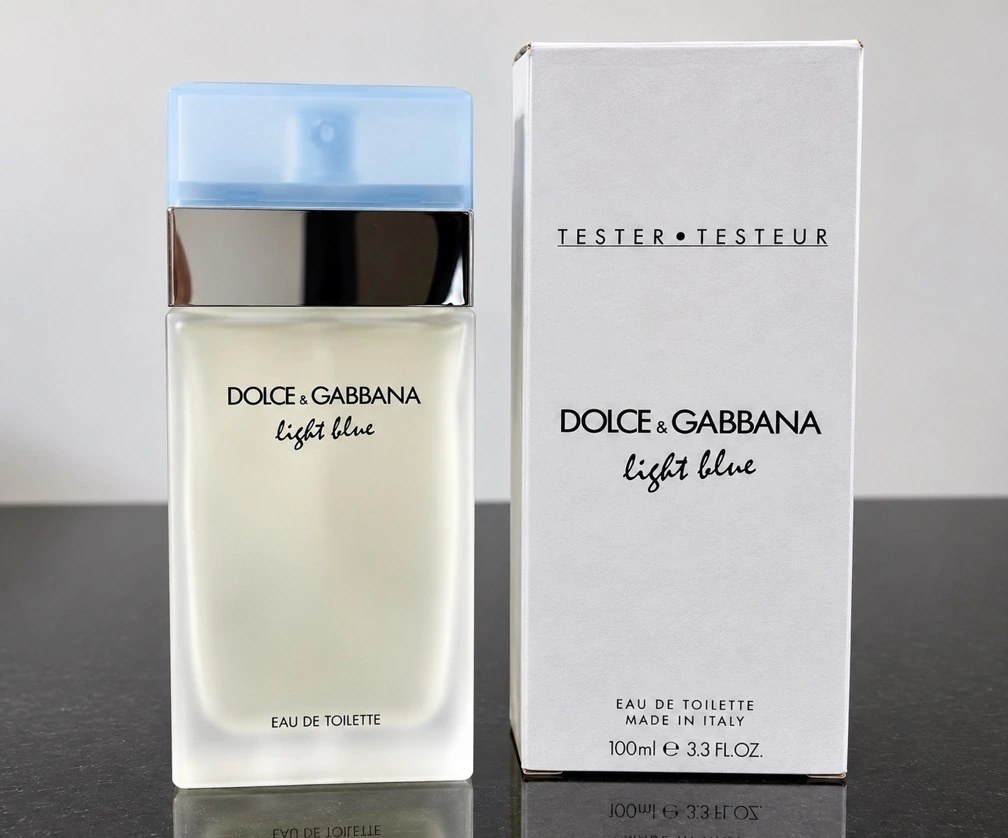 DOLCE & GABBANA
light blue
EAU DE TOILETTE
TESTER • TESTEUR
DOLCE & GABBANA
light blue
EAU DE TOILETTE
MADE IN ITALY
100ml ℮ 3.3 FL.OZ.